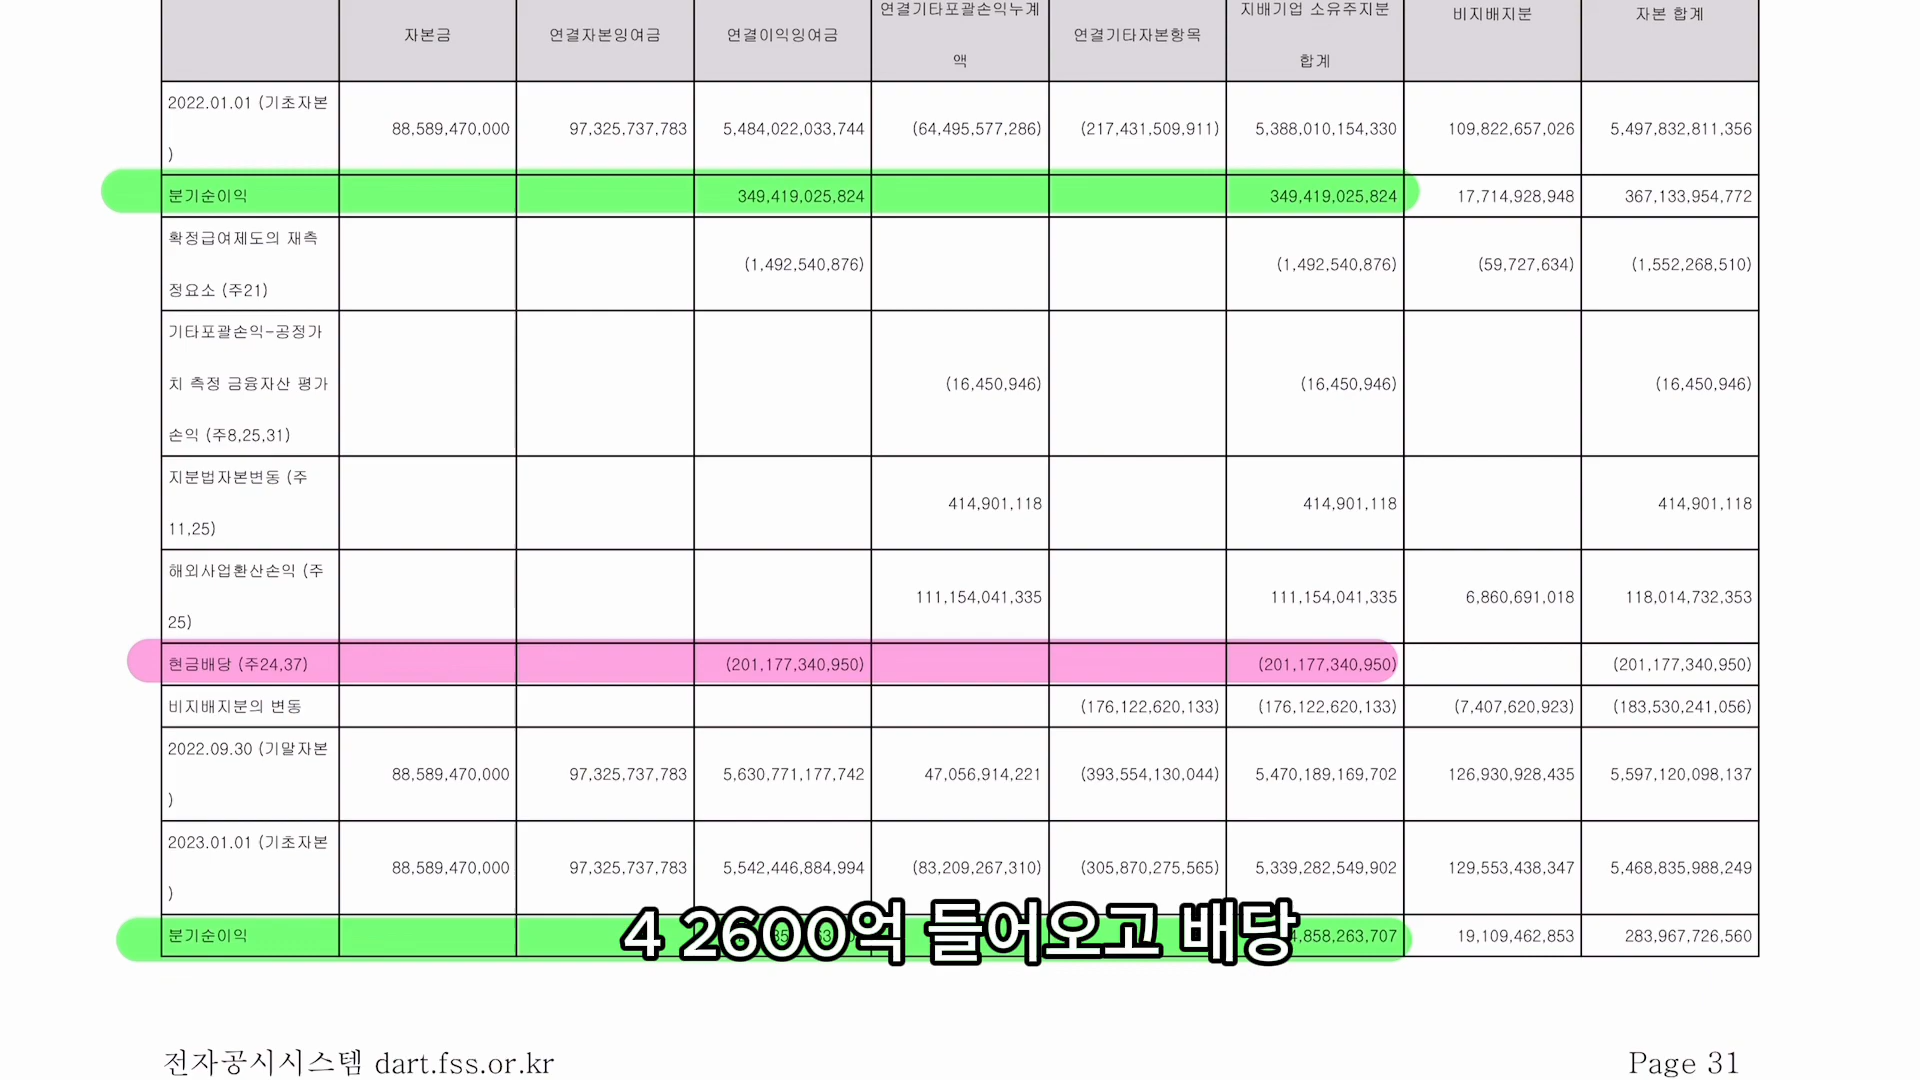 자본금 연결자본잉여금 연결이익잉여금 연결기타포괄손익누계액 연결기타자본항목 지배기업 소유주지분 합계 비지배지분 자본 합계
2022.01.01 (기초자본) 88,589,470,000 97,325,737,783 5,484,022,033,744 (64,495,577,286) (217,431,509,911) 5,388,010,154,330 109,822,657,026 5,497,832,811,356
분기순이익 349,419,025,824 349,419,025,824 17,714,928,948 367,133,954,772
확정급여제도의 재측정요소 (주21) (1,492,540,876) (1,492,540,876) (59,727,634) (1,552,268,510)
기타포괄손익-공정가치 측정 금융자산 평가손익 (주8,25,31) (16,450,946) (16,450,946) (16,450,946)
지분법자본변동 (주11,25) 414,901,118 414,901,118 414,901,118
해외사업환산손익 (주25) 111,154,041,335 111,154,041,335 6,860,691,018 118,014,732,353
현금배당 (주24,37) (201,177,340,950) (201,177,340,950) (201,177,340,950)
비지배지분의 변동 (176,122,620,133) (176,122,620,133) (7,407,620,923) (183,530,241,056)
2022.09.30 (기말자본) 88,589,470,000 97,325,737,783 5,630,771,177,742 47,056,914,221 (393,554,130,044) 5,470,189,169,702 126,930,928,435 5,597,120,098,137
2023.01.01 (기초자본) 88,589,470,000 97,325,737,783 5,542,446,884,994 (83,209,267,310) (305,870,275,565) 5,339,282,549,902 129,553,438,347 5,468,835,988,249
분기순이익 19,109,462,853 283,967,726,560
4 2600억 들어오고 배당
전자공시시스템 dart.fss.or.kr
Page 31